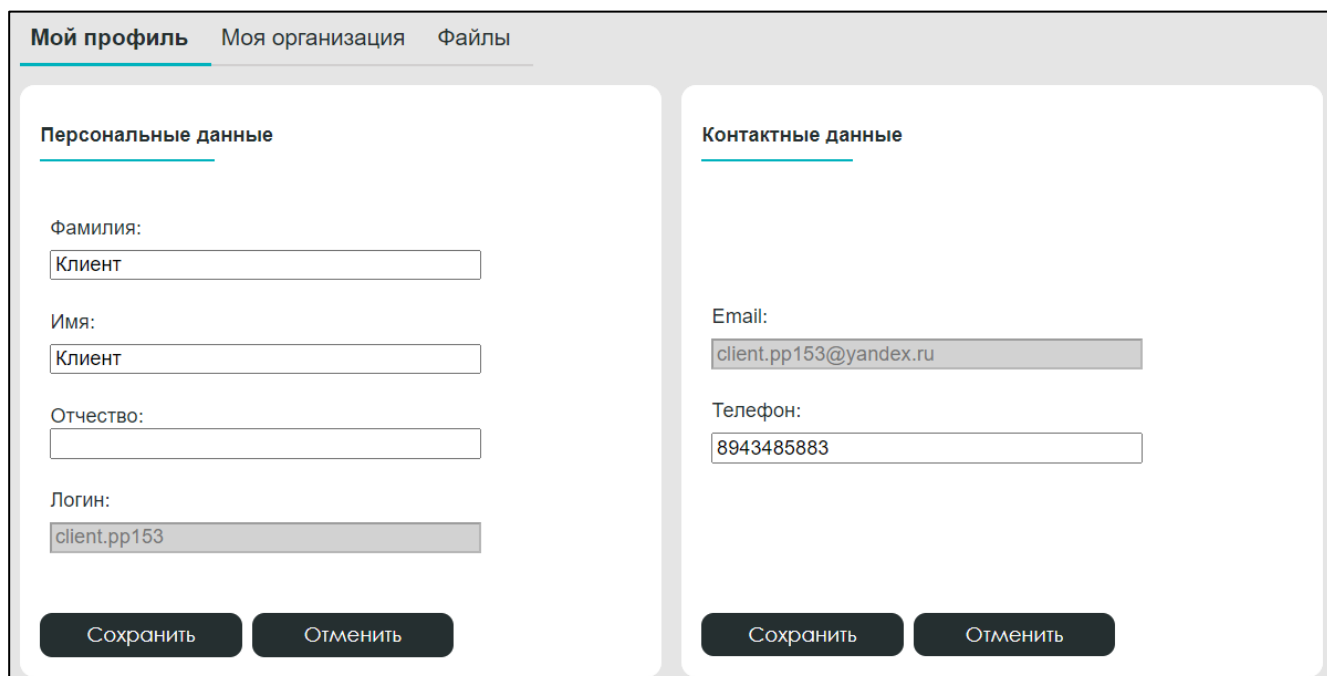 Мой профиль Моя организация Файлы
Персональные данные
Фамилия:
Клиент
Имя:
Клиент
Отчество:
Логин:
client.pp153
Сохранить Отменить
Контактные данные
Email:
client.pp153@yandex.ru
Телефон:
8943485883
Сохранить Отменить